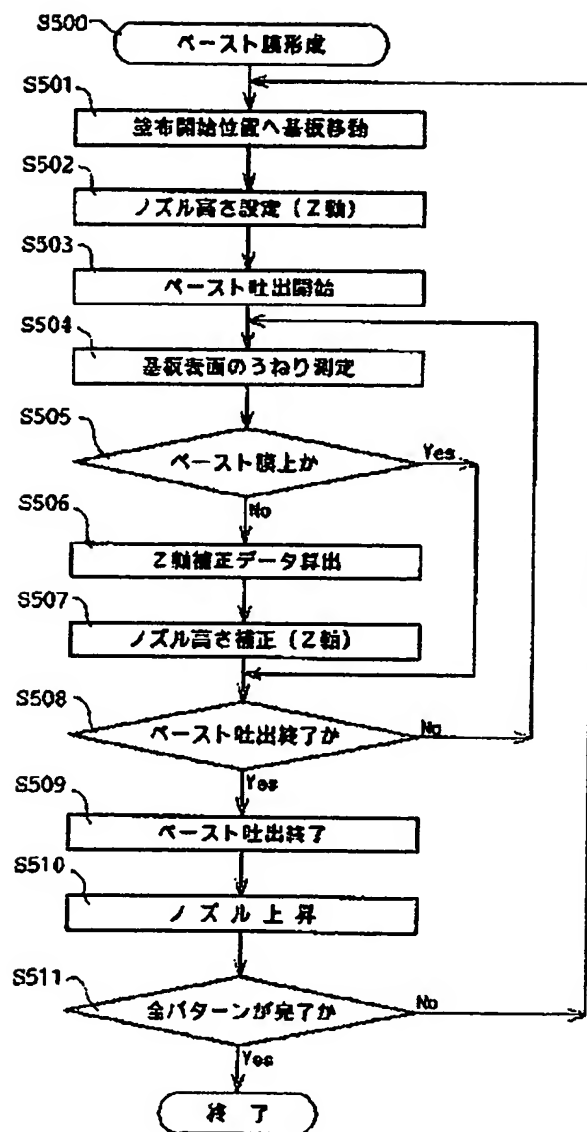 S500
ペースト膜形成
S501
塗布開始位置へ基板移動
S502
ノズル高さ設定(Z軸)
S503
ペースト吐出開始
S504
基板表面のうねり測定
S505
ペースト膜上か
Yes
No
S506
Z軸補正データ算出
S507
ノズル高さ補正(Z軸)
S508
ペースト吐出終了か
No
Yes
S509
ペースト吐出終了
S510
ノズル上昇
S511
全パターンが完了か
No
Yes
終了